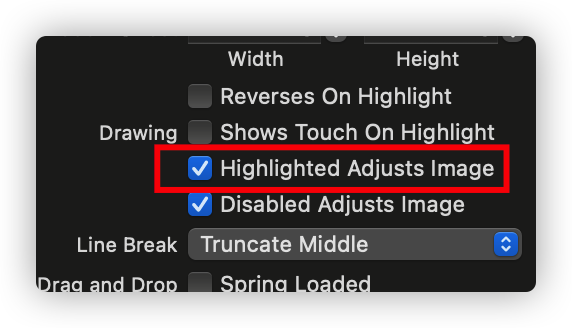 Width Height
Reverses On Highlight
Drawing Shows Touch On Highlight
Highlighted Adjusts Image
Disabled Adjusts Image
Line Break Truncate Middle
Drag and Drop Spring Loaded